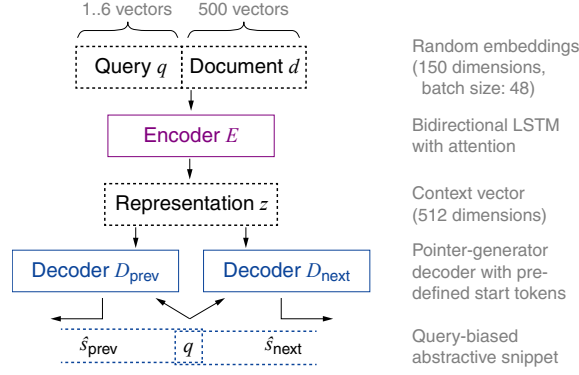 1..6 vectors 500 vectors
Query q Document d
Random embeddings
(150 dimensions,
batch size: 48)
Encoder E
Bidirectional LSTM
with attention
Representation z
Context vector
(512 dimensions)
Decoder Dprev Decoder Dnext
Pointer-generator
decoder with pre-
defined start tokens
ŝprev q ŝnext
Query-biased
abstractive snippet